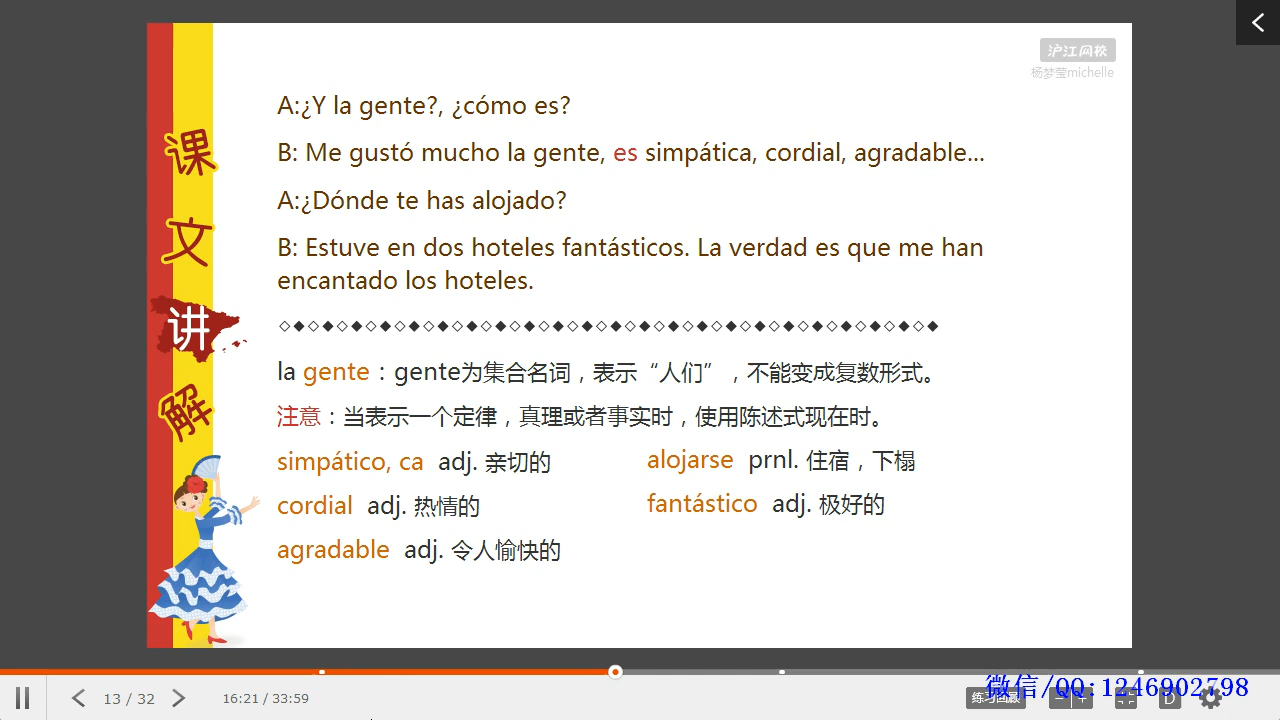 沪江网校
杨梦莹michelle
A:¿Y la gente?, ¿cómo es?
B: Me gustó mucho la gente, es simpática, cordial, agradable...
A:¿Dónde te has alojado?
B: Estuve en dos hoteles fantásticos. La verdad es que me han
encantado los hoteles.
课文讲解
la gente：gente为集合名词，表示“人们”，不能变成复数形式。
注意：当表示一个定律，真理或者事实时，使用陈述式现在时。
simpático, ca adj. 亲切的
alojarse prnl. 住宿，下榻
cordial adj. 热情的
fantástico adj. 极好的
agradable adj. 令人愉快的
13 / 32
16:21 / 33:59
练习回顾
D
微信/QQ:1246902798